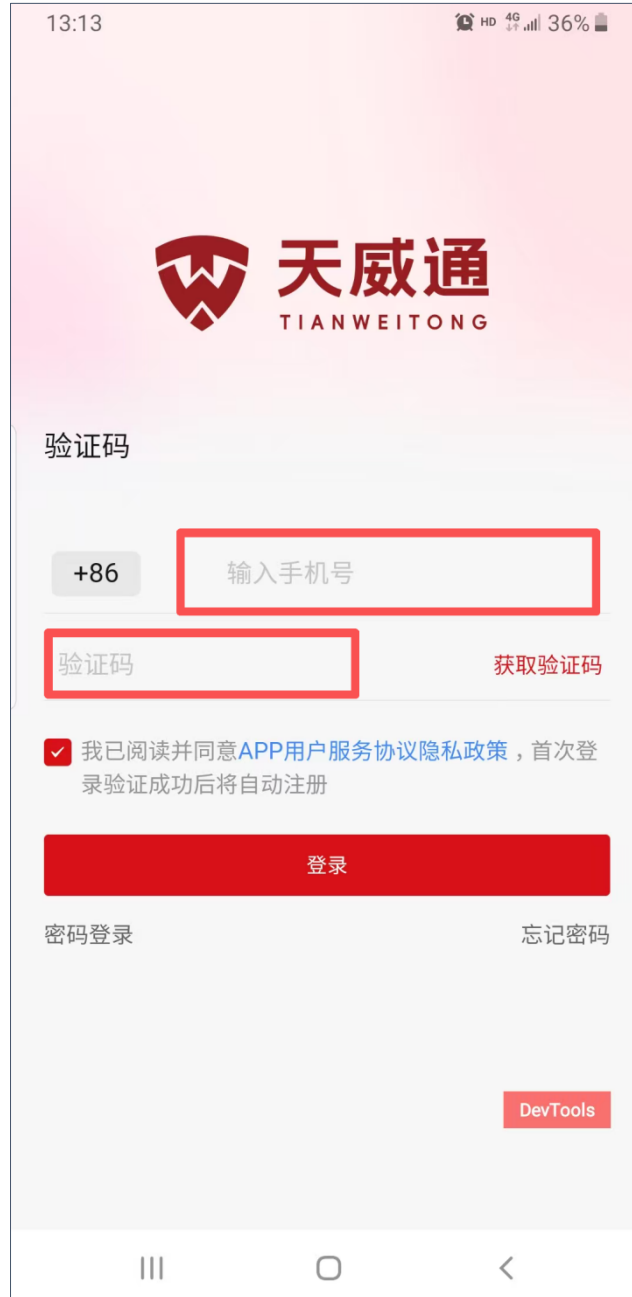 13:13 HD 4G 36%
天威通
TIANWEITONG
验证码
+86 输入手机号
验证码 获取验证码
我已阅读并同意APP用户服务协议隐私政策，首次登
录验证成功后将自动注册
登录
密码登录 忘记密码
DevTools